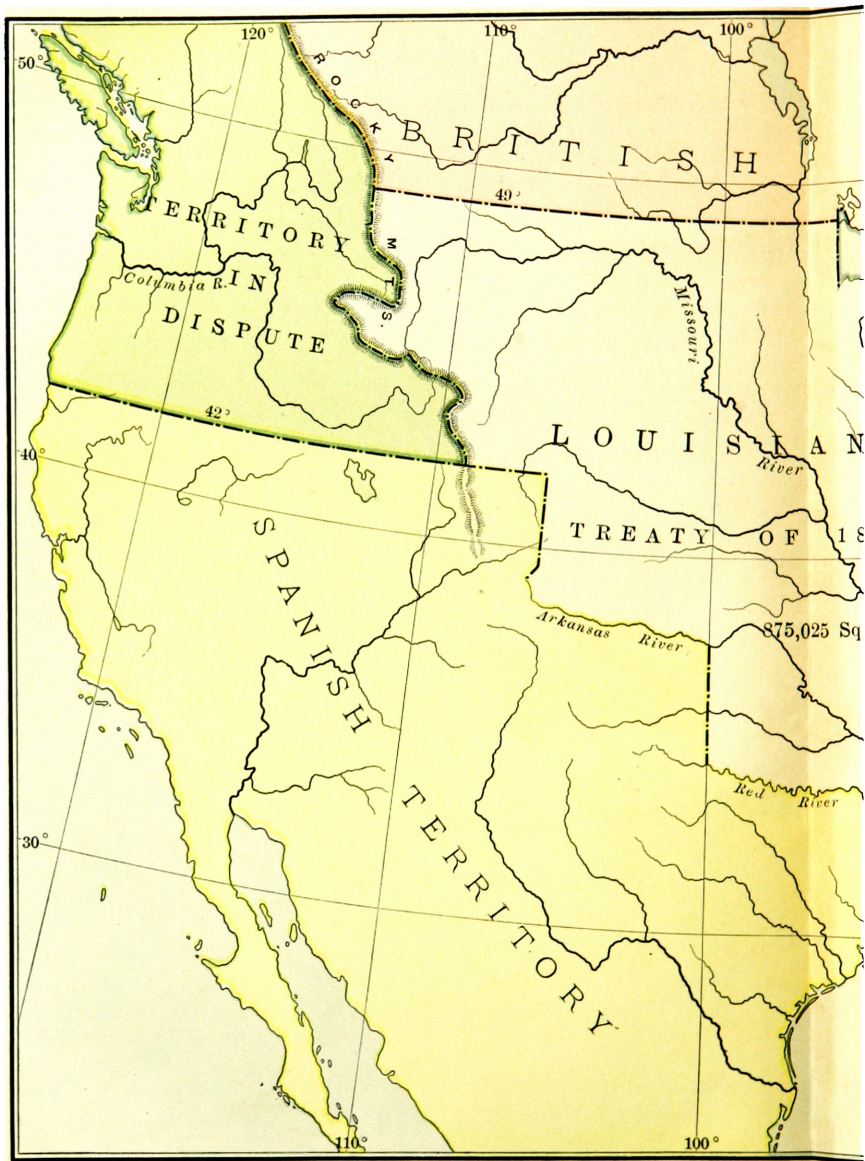 120°
110°
100°
50°
ROCKY MTS.
BRITISH
49°
TERRITORY
IN
DISPUTE
Columbia R.
Missouri
River
42°
LOUISIAN
40°
TREATY OF 18
875,025 Sq
SPANISH TERRITORY
Arkansas River
Red River
30°
110°
100°